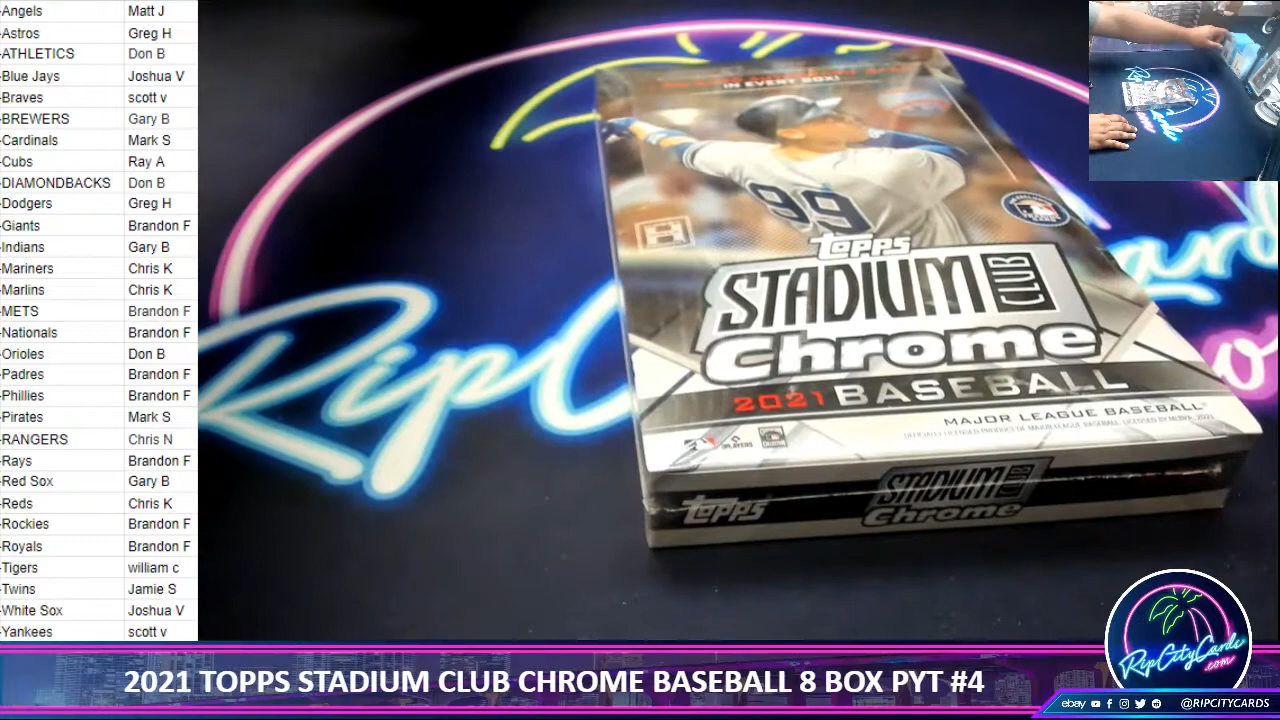 -Angels Matt J
-Astros Greg H
-ATHLETICS Don B
-Blue Jays Joshua V
-Braves scott v
-BREWERS Gary B
-Cardinals Mark S
-Cubs Ray A
-DIAMONDBACKS Don B
-Dodgers Greg H
-Giants Brandon F
-Indians Gary B
-Mariners Chris K
-Marlins Chris K
-METS Brandon F
-Nationals Brandon F
-Orioles Don B
-Padres Brandon F
-Phillies Brandon F
-Pirates Mark S
-RANGERS Chris N
-Rays Brandon F
-Red Sox Gary B
-Reds Chris K
-Rockies Brandon F
-Royals Brandon F
-Tigers william c
-Twins Jamie S
-White Sox Joshua V
-Yankees scott v
IN EVERY BOX!
99
topps
STADIUM CLUB
Chrome
2021 BASEBALL
MAJOR LEAGUE BASEBALL
PLAYERS
topps STADIUM CLUB
Chrome
Rip
RipCityCards
.com
2021 TOPPS STADIUM CLUB CHROME BASEBALL 8 BOX PYT #4
ebay @RIPCITYCARDS